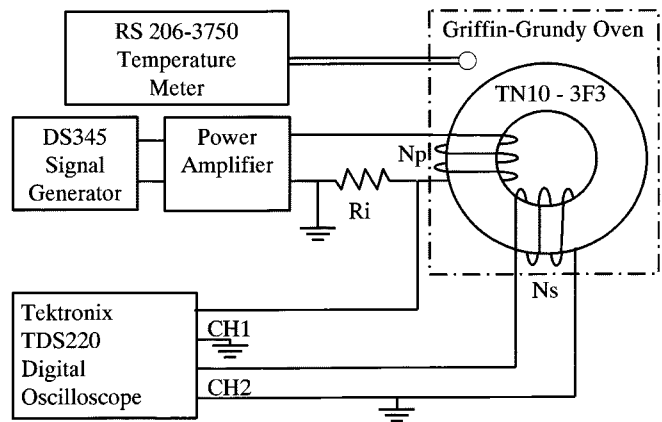 RS 206-3750
Temperature
Meter
Griffin-Grundy Oven
TN10 - 3F3
DS345
Signal
Generator
Power
Amplifier
Np
Ri
Ns
Tektronix
TDS220
Digital
Oscilloscope
CH1
CH2